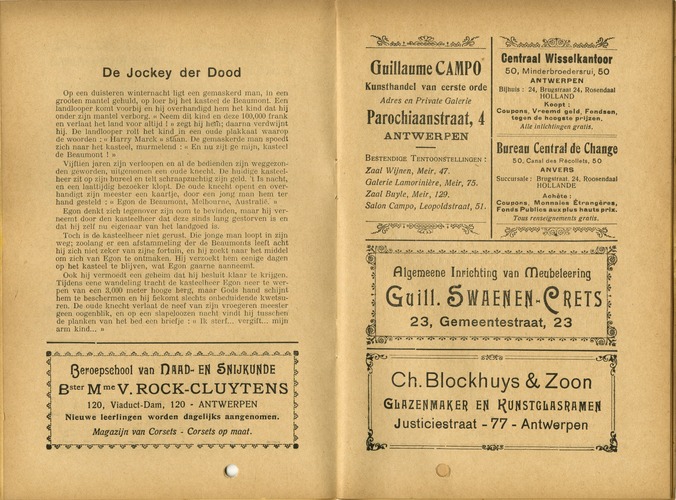 De Jockey der Dood
Op een duisteren winternacht ligt een gemaskerd man, in een
grooten mantel gehuld, op loer bij het kasteel de Beaumont. Een
landlooper komt voorbij en hij overhandigd hem het kind dat hij
onder zijn mantel verborg. « Neem dit kind en deze 100,000 frank
en verlaat het land voor altijd ! » zegt hij hem; daarna verdwijnt
hij. De landlooper rolt het kind in een oude plakkaat waarop
de woorden : « Harry Marck » staan. De gemaskerde man spoedt
zich naar het kasteel, murmelend : « En nu zijt ge mijn, kasteel
de Beaumont ! »
Vijftien jaren zijn verloopen en al de bedienden zijn weggezon-
den geworden, uitgenomen een oude knecht. De huidige kasteel-
heer zit op zijn bureel en telt schraapzuchtig zijn geld. 't Is nacht,
en een laattijdig bezoeker klopt. De oude knecht opent en over-
handigt zijn meester een kaartje, door een jong man hem ter
hand gesteld : « Egon de Beaumont, Melbourne, Australië. »
Egon denkt zich tegenover zijn oom te bevinden, maar hij ver-
neemt door den kasteelheer dat deze sinds lang gestorven is en
dat hij zelf nu eigenaar van het landgoed is.
Toch is de kasteelheer niet gerust. Die jonge man loopt in zijn
weg; zoolang er een afstammeling der de Beaumonts leeft acht
hij zich niet zeker van zijne fortuin, en hij zoekt naar het middel
om zich van Egon te ontmaken. Hij verzoekt hem eenige dagen
op het kasteel te blijven, wat Egon gaarne aanneemt.
Ook hij vermoedt een geheim dat hij besluit klaar te krijgen.
Tijdens eene wandeling tracht de kasteelheer Egon neer te wer-
pen van een 3,000 meter hooge berg, maar Gods hand schijnt
hem te beschermen en hij bekomt slechts onbeduidende kwetsu-
ren. De oude knecht verlaat de neef van zijn vroegeren meester
geen oogenblik, en op een slapeloozen nacht vindt hij tusschen
de planken van het bed een briefje : « Ik sterf... vergift... mijn
arm kind... »
Beroepschool van NAAD- EN SNIJKUNDE
Bster Mme V. ROCK-CLUYTENS
120, Viaduct-Dam, 120 - ANTWERPEN
Nieuwe leerlingen worden dagelijks aangenomen.
Magazijn van Corsets - Corsets op maat.
Guillaume CAMPO
Kunsthandel van eerste orde
Adres en Private Galerie
Parochiaanstraat, 4
ANTWERPEN
BESTENDIGE TENTOONSTELLINGEN :
Zaal Wijnen, Meir, 47.
Galerie Lamorinière, Meir, 75.
Zaal Buyle, Meir, 129.
Salon Campo, Leopoldstraat, 51.
Centraal Wisselkantoor
50, Minderbroedersrui, 50
ANTWERPEN
Bijhuis : 24, Brugstraat 24, Rosendaal
HOLLAND
Koopt :
Coupons, Vreemd geld, Fondsen,
tegen de hoogste prijzen.
Alle inlichtingen gratis.
Bureau Central de Change
50, Canal des Récollets, 50
ANVERS
Succursale : Brugstraat 24, Roosendaal
HOLLANDE
Achète :
Coupons, Monnaies Étrangères,
Fonds Publics aux plus hauts prix.
Tous renseignements gratis.
Algemeene Inrichting van Meubeleering
Guill. SWAENEN-CRETS
23, Gemeentestraat, 23
Ch. Blockhuys & Zoon
GLAZENMAKER EN KUNSTGLASRAMEN
Justiciestraat - 77 - Antwerpen